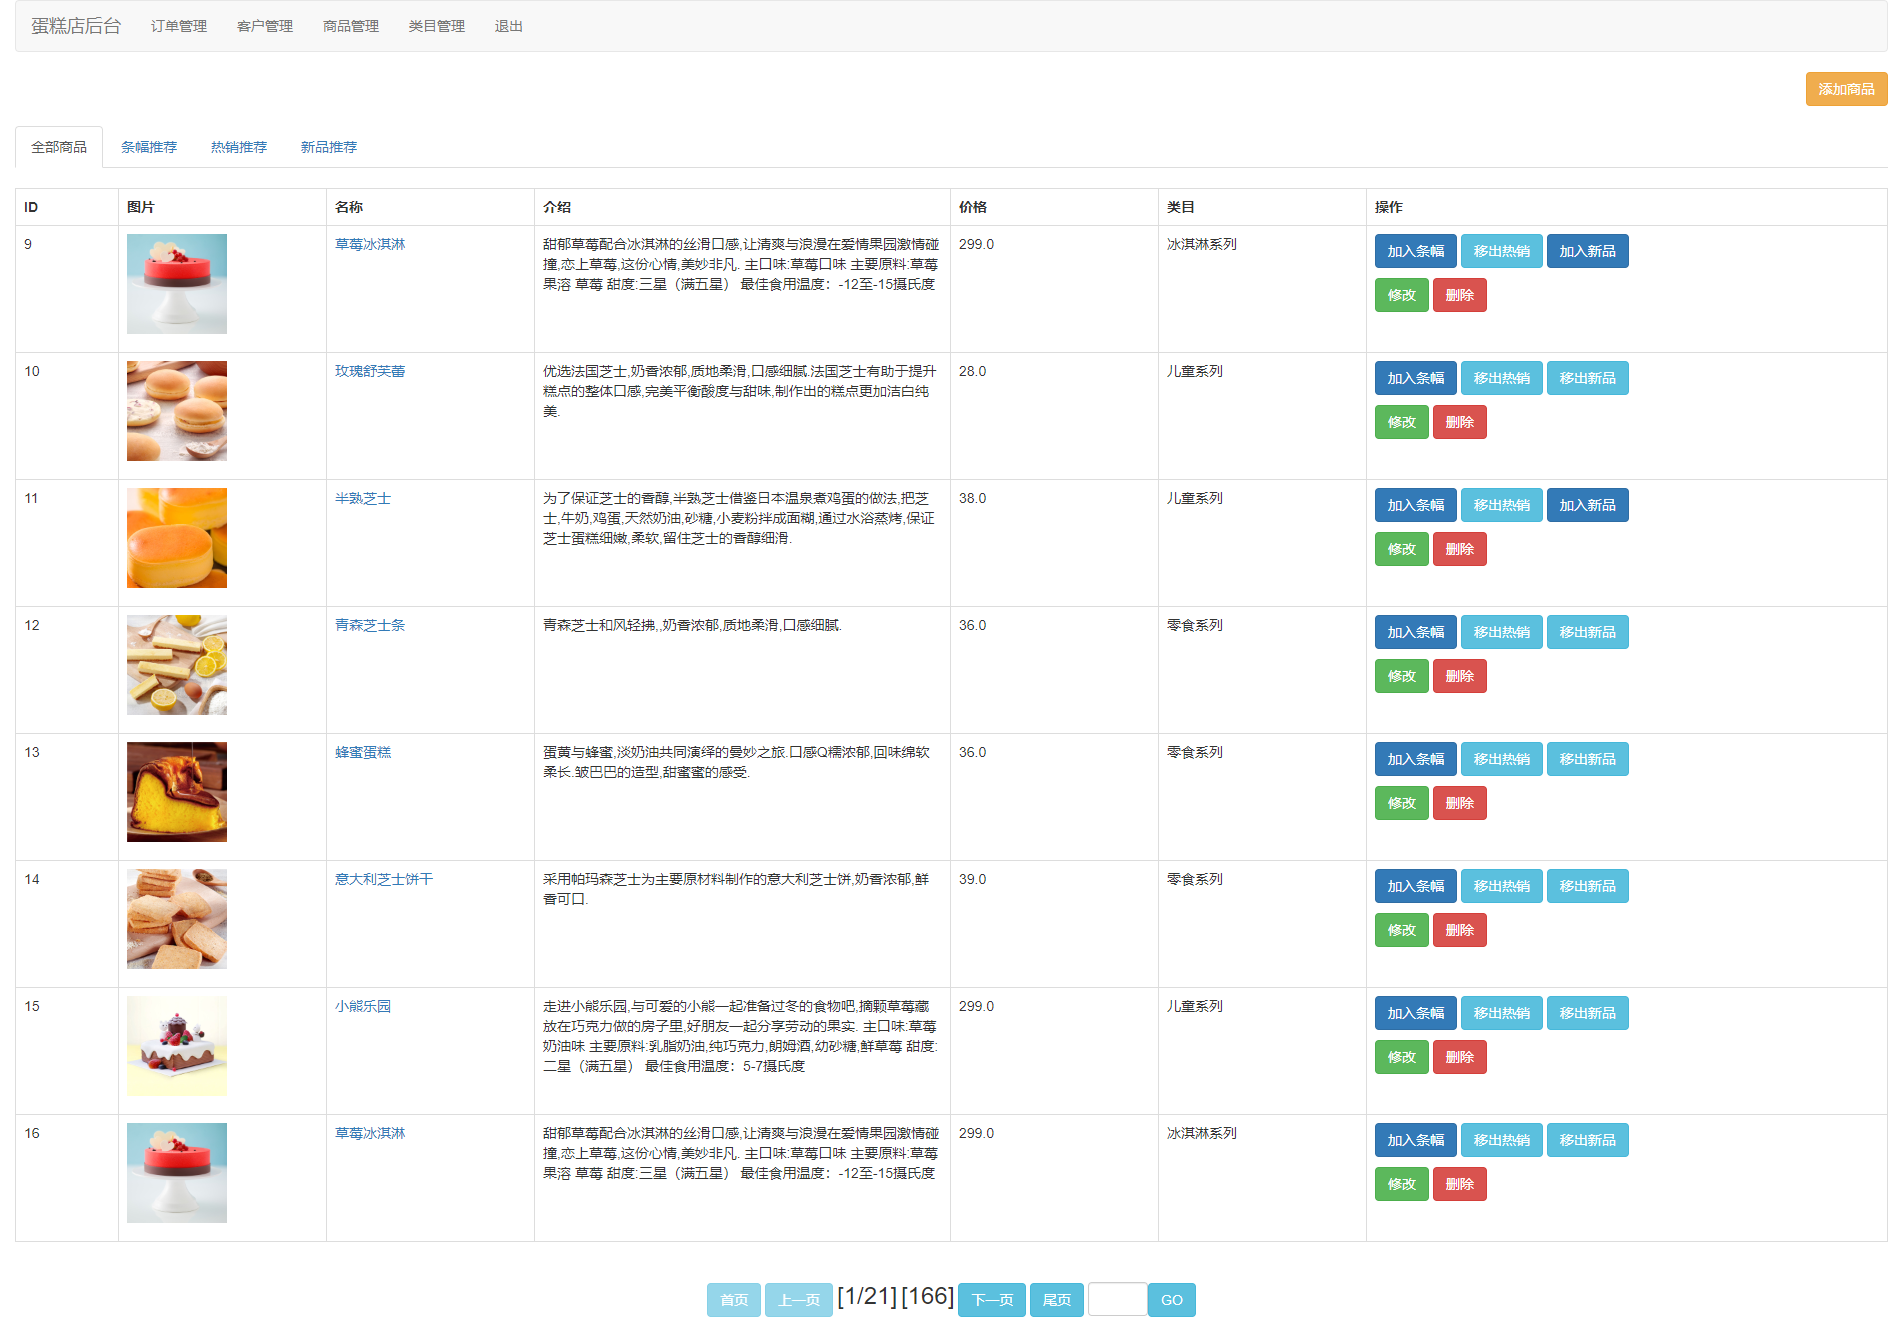 蛋糕店后台 订单管理 客户管理 商品管理 类目管理 退出
添加商品
全部商品 条幅推荐 热销推荐 新品推荐
ID 图片 名称 介绍 价格 类目 操作
9 草莓冰淇淋 甜郁草莓配合冰淇淋的丝滑口感,让清爽与浪漫在爱情果园激情碰 299.0 冰淇淋系列 加入条幅 移出热销 加入新品
撞,恋上草莓,这份心情,美妙非凡. 主口味:草莓口味 主要原料:草莓
果溶 草莓 甜度:三星（满五星） 最佳食用温度：-12至-15摄氏度
修改 删除
10 玫瑰舒芙蕾 优选法国芝士,奶香浓郁,质地柔滑,口感细腻.法国芝士有助于提升 28.0 儿童系列 加入条幅 移出热销 移出新品
糕点的整体口感,完美平衡酸度与甜味,制作出的糕点更加洁白纯
美.
修改 删除
11 半熟芝士 为了保证芝士的香醇,半熟芝士借鉴日本温泉煮鸡蛋的做法,把芝 38.0 儿童系列 加入条幅 移出热销 加入新品
士,牛奶,鸡蛋,天然奶油,砂糖,小麦粉拌成面糊,通过水浴蒸烤,保证
芝士蛋糕细嫩,柔软,留住芝士的香醇细滑.
修改 删除
12 青森芝士条 青森芝士和风轻拂,,奶香浓郁,质地柔滑,口感细腻. 36.0 零食系列 加入条幅 移出热销 移出新品
修改 删除
13 蜂蜜蛋糕 蛋黄与蜂蜜,淡奶油共同演绎的曼妙之旅.口感Q糯浓郁,回味绵软 36.0 零食系列 加入条幅 移出热销 移出新品
柔长.皱巴巴的造型,甜蜜蜜的感受.
修改 删除
14 意大利芝士饼干 采用帕玛森芝士为主要原材料制作的意大利芝士饼,奶香浓郁,鲜 39.0 零食系列 加入条幅 移出热销 移出新品
香可口.
修改 删除
15 小熊乐园 走进小熊乐园,与可爱的小熊一起准备过冬的食物吧,摘颗草莓藏 299.0 儿童系列 加入条幅 移出热销 移出新品
放在巧克力做的房子里,好朋友一起分享劳动的果实. 主口味:草莓
奶油味 主要原料:乳脂奶油,纯巧克力,朗姆酒,幼砂糖,鲜草莓 甜度:
二星（满五星） 最佳食用温度：5-7摄氏度
修改 删除
16 草莓冰淇淋 甜郁草莓配合冰淇淋的丝滑口感,让清爽与浪漫在爱情果园激情碰 299.0 冰淇淋系列 加入条幅 移出热销 移出新品
撞,恋上草莓,这份心情,美妙非凡. 主口味:草莓口味 主要原料:草莓
果溶 草莓 甜度:三星（满五星） 最佳食用温度：-12至-15摄氏度
修改 删除
首页 上一页 [1/21] [166] 下一页 尾页 GO